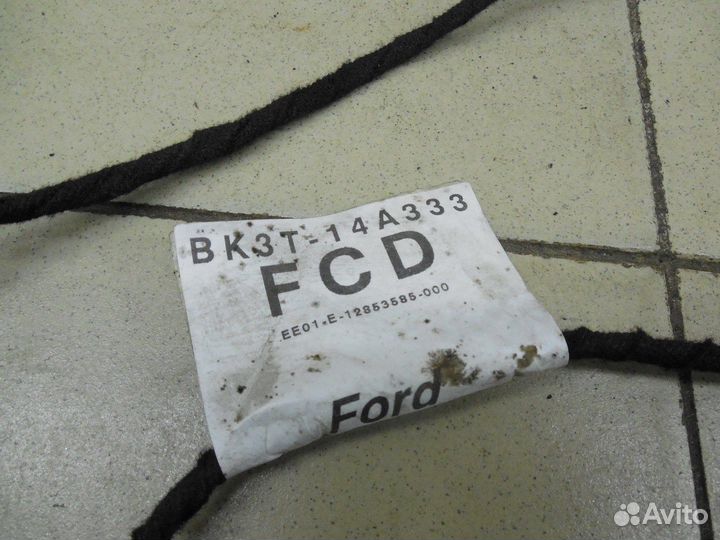 BK3T-14A333
FCD
EE01-E-12853585-000
Ford
Avito